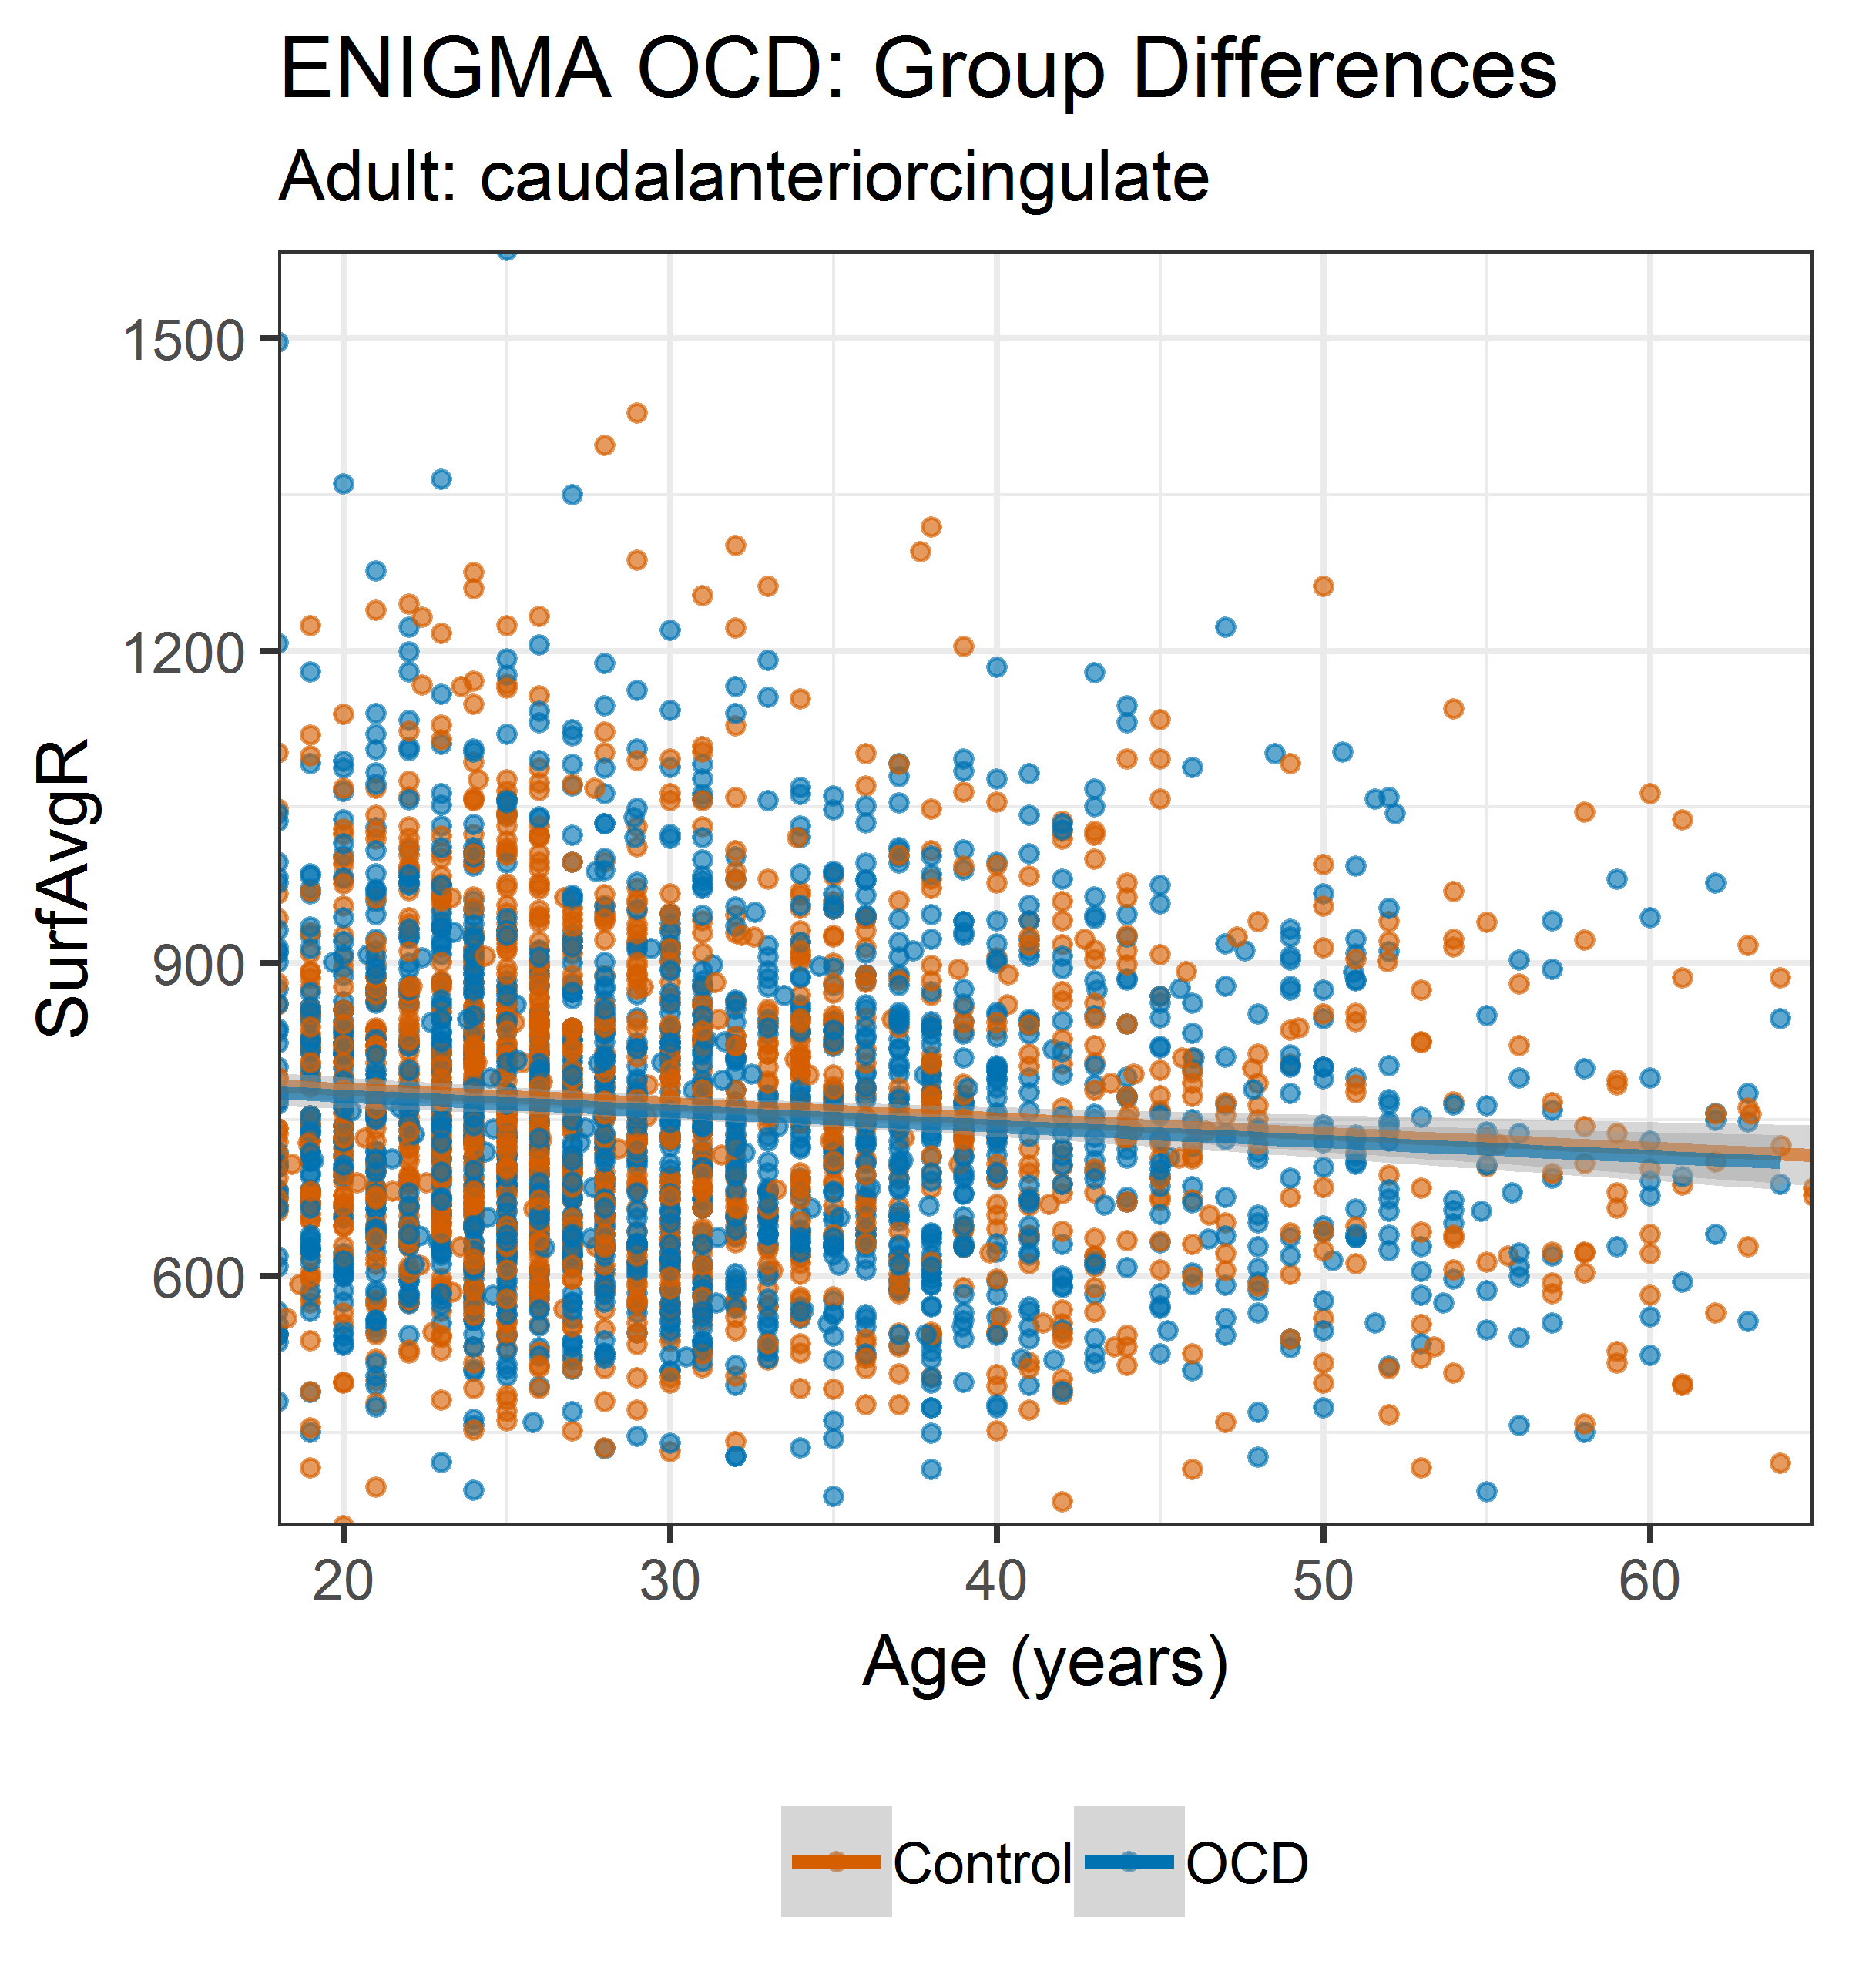 ENIGMA OCD: Group Differences
Adult: caudalanteriorcingulate
SurfAvgR
1500
1200
900
600
20 30 40 50 60
Age (years)
Control OCD